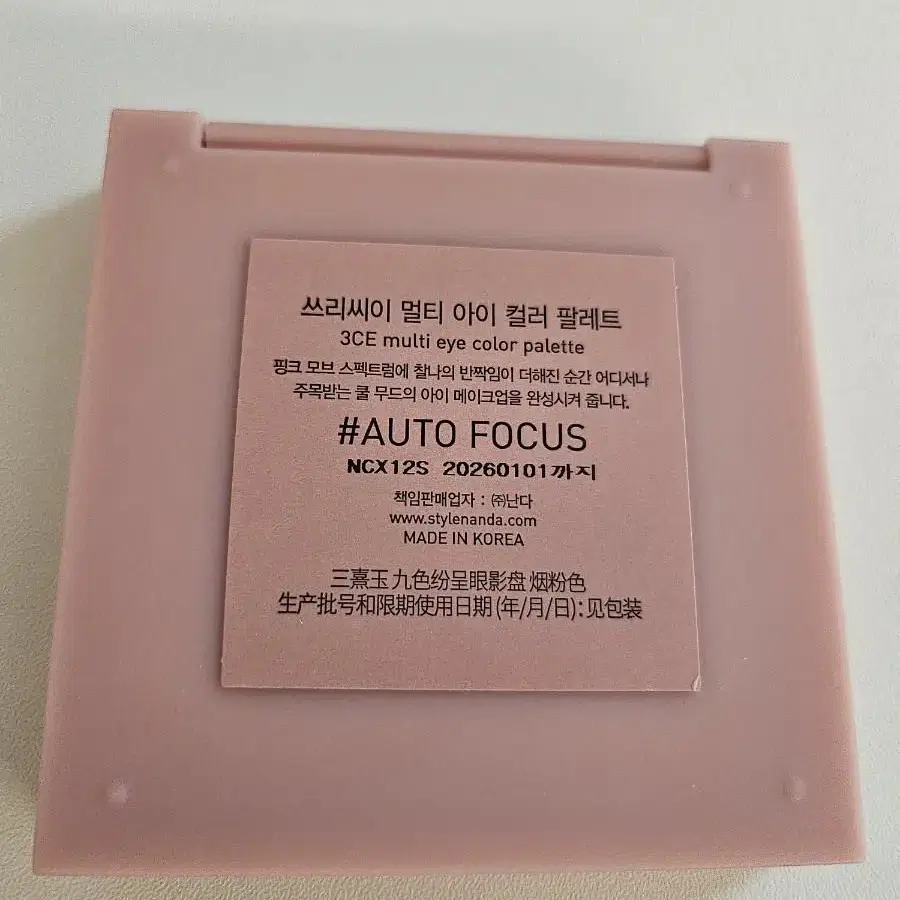 쓰리씨이 멀티 아이 컬러 팔레트
3CE multi eye color palette
핑크 모브 스펙트럼에 찰나의 반짝임이 더해진 순간 어디서나
주목받는 쿨 무드의 아이 메이크업을 완성시켜 줍니다.
#AUTO FOCUS
NCX12S 20260101까지
책임판매업자 : ㈜난다
www.stylenanda.com
MADE IN KOREA
三熹玉 九色纷呈眼影盘 烟粉色
生产批号和限期使用日期 (年/月/日): 见包装